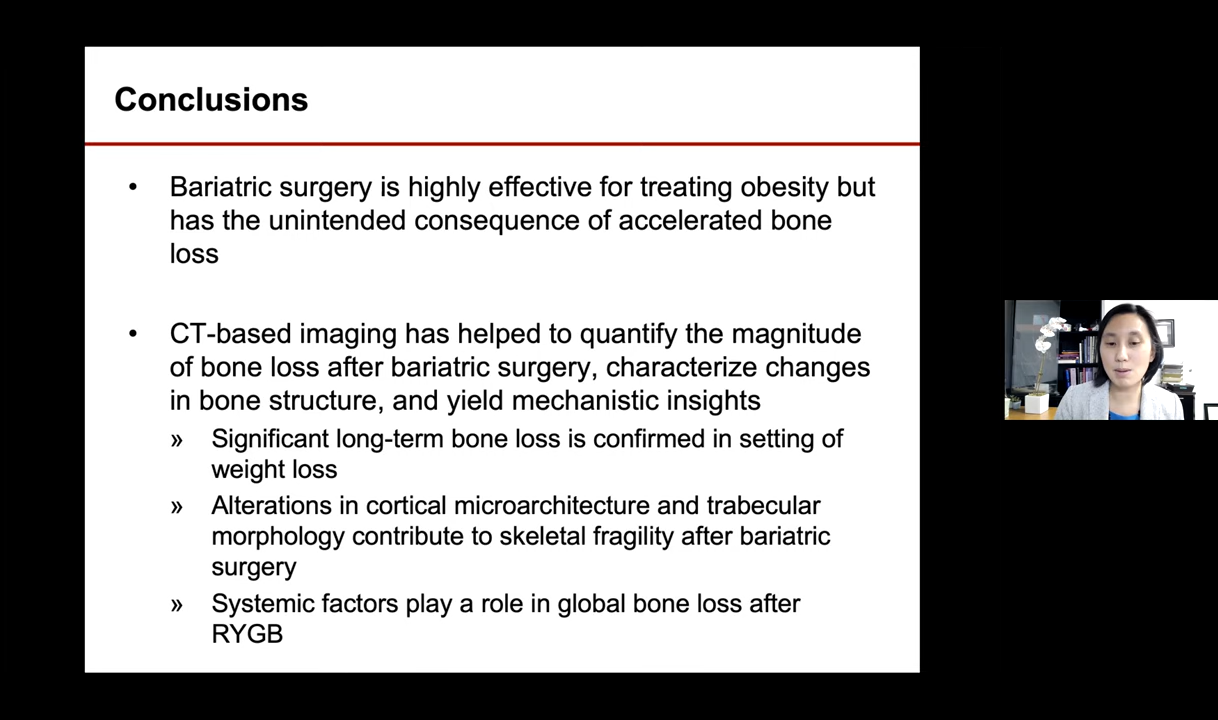 Conclusions
• Bariatric surgery is highly effective for treating obesity but
has the unintended consequence of accelerated bone
loss
• CT-based imaging has helped to quantify the magnitude
of bone loss after bariatric surgery, characterize changes
in bone structure, and yield mechanistic insights
» Significant long-term bone loss is confirmed in setting of
weight loss
» Alterations in cortical microarchitecture and trabecular
morphology contribute to skeletal fragility after bariatric
surgery
» Systemic factors play a role in global bone loss after
RYGB